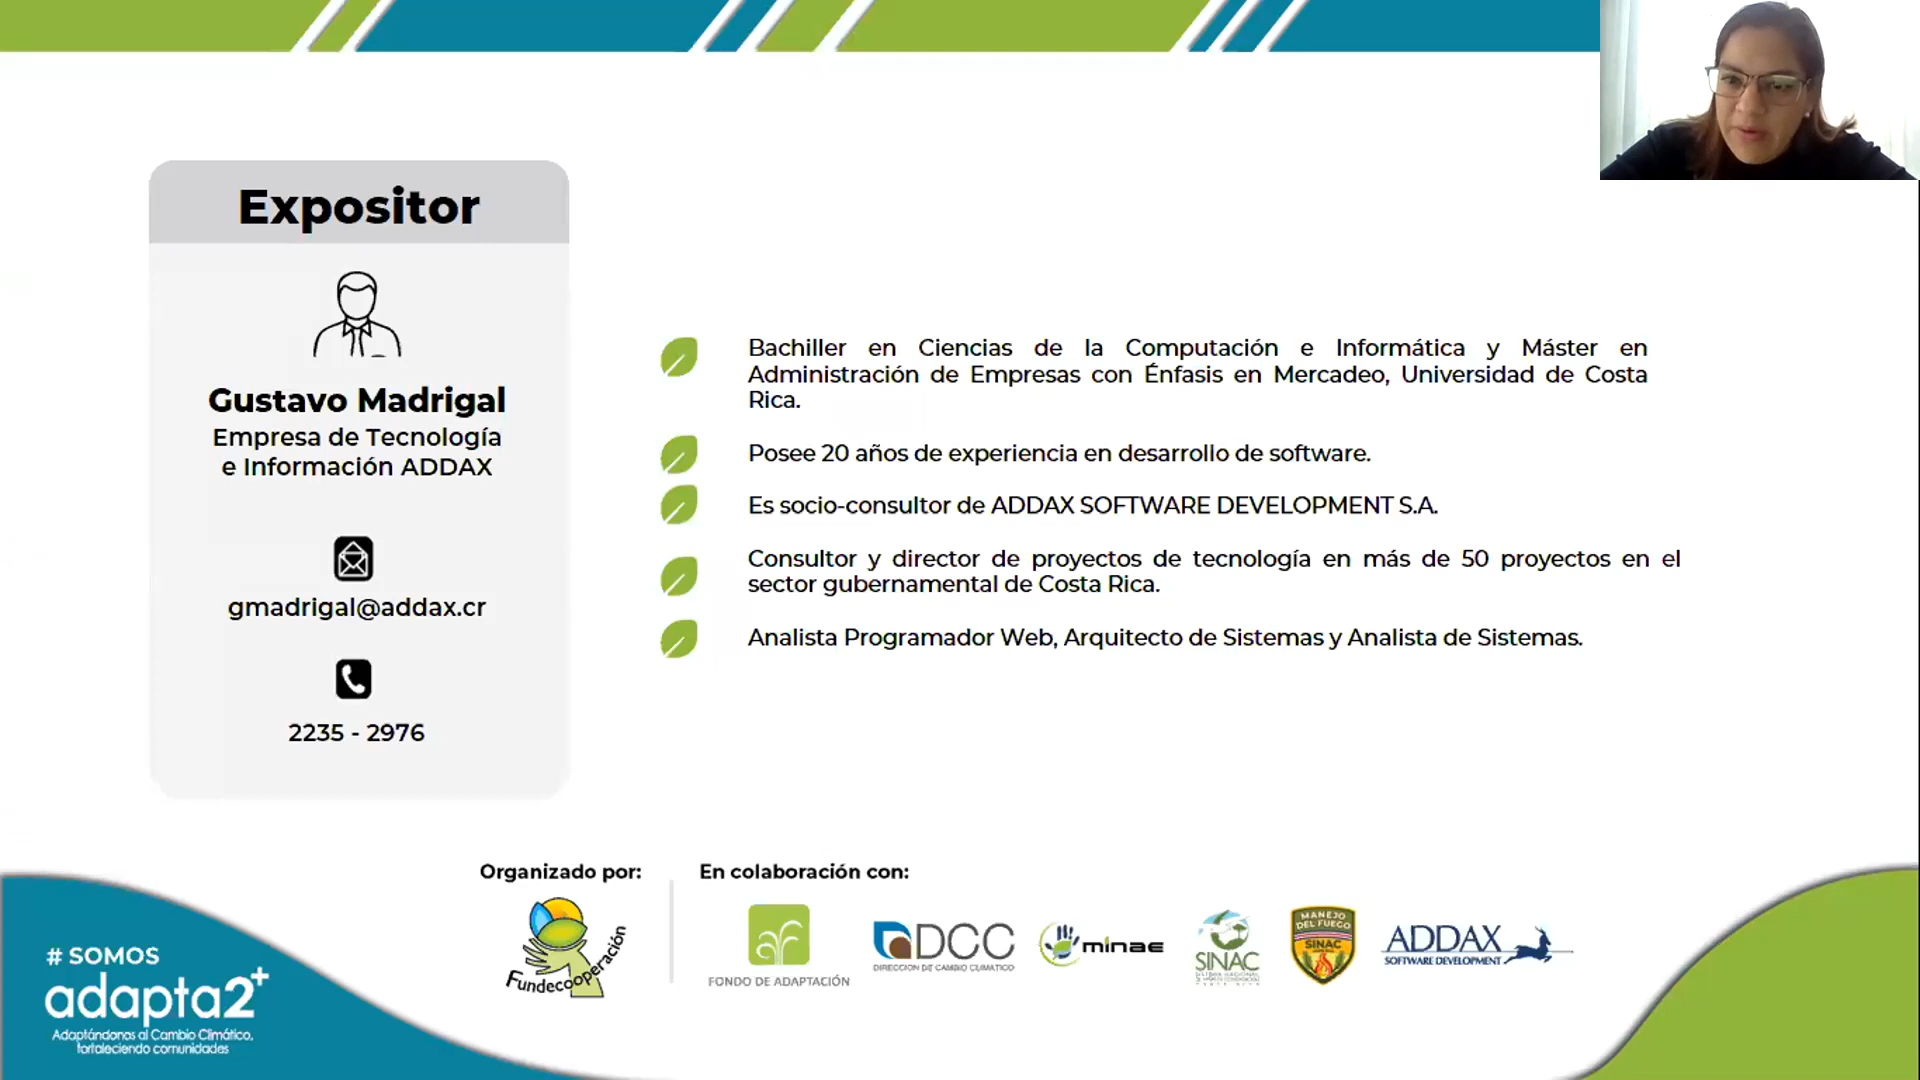 Expositor
Gustavo Madrigal
Empresa de Tecnología
e Información ADDAX
gmadrigal@addax.cr
2235 - 2976
Bachiller en Ciencias de la Computación e Informática y Máster en
Administración de Empresas con Énfasis en Mercadeo, Universidad de Costa
Rica.
Posee 20 años de experiencia en desarrollo de software.
Es socio-consultor de ADDAX SOFTWARE DEVELOPMENT S.A.
Consultor y director de proyectos de tecnología en más de 50 proyectos en el
sector gubernamental de Costa Rica.
Analista Programador Web, Arquitecto de Sistemas y Analista de Sistemas.
Organizado por:
Fundecooperación
En colaboración con:
FONDO DE ADAPTACIÓN
DCC
DIRECCION DE CAMBIO CLIMATICO
minae
SINAC
MANEJO
DEL FUEGO
SINAC
ADDAX
SOFTWARE DEVELOPMENT
# SOMOS
adapta2+
Adaptándonos al Cambio Climático,
fortaleciendo comunidades